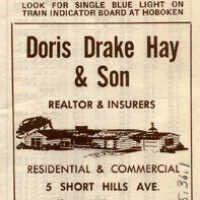 LOOK FOR SINGLE BLUE LIGHT ON
TRAIN INDICATOR BOARD AT HOBOKEN
Doris Drake Hay
& Son
REALTOR & INSURERS
RESIDENTIAL & COMMERCIAL
5 SHORT HILLS AVE.